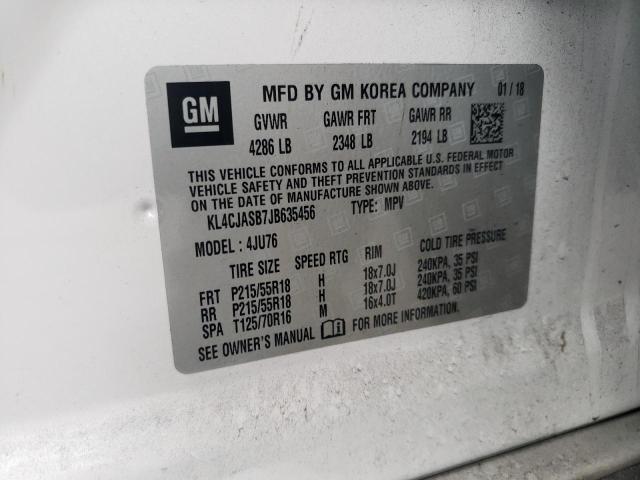 GM
MFD BY GM KOREA COMPANY 01/18
GVWR GAWR FRT GAWR RR
4286 LB 2348 LB 2194 LB
THIS VEHICLE CONFORMS TO ALL APPLICABLE U.S. FEDERAL MOTOR
VEHICLE SAFETY AND THEFT PREVENTION STANDARDS IN EFFECT
ON THE DATE OF MANUFACTURE SHOWN ABOVE.
KL4CJASB7JB635456 TYPE: MPV
MODEL : 4JU76
TIRE SIZE SPEED RTG RIM COLD TIRE PRESSURE
FRT P215/55R18 H 18x7.0J 240KPA, 35 PSI
RR P215/55R18 H 18x7.0J 240KPA, 35 PSI
SPA T125/70R16 M 16x4.0T 420KPA, 60 PSI
SEE OWNER'S MANUAL FOR MORE INFORMATION.